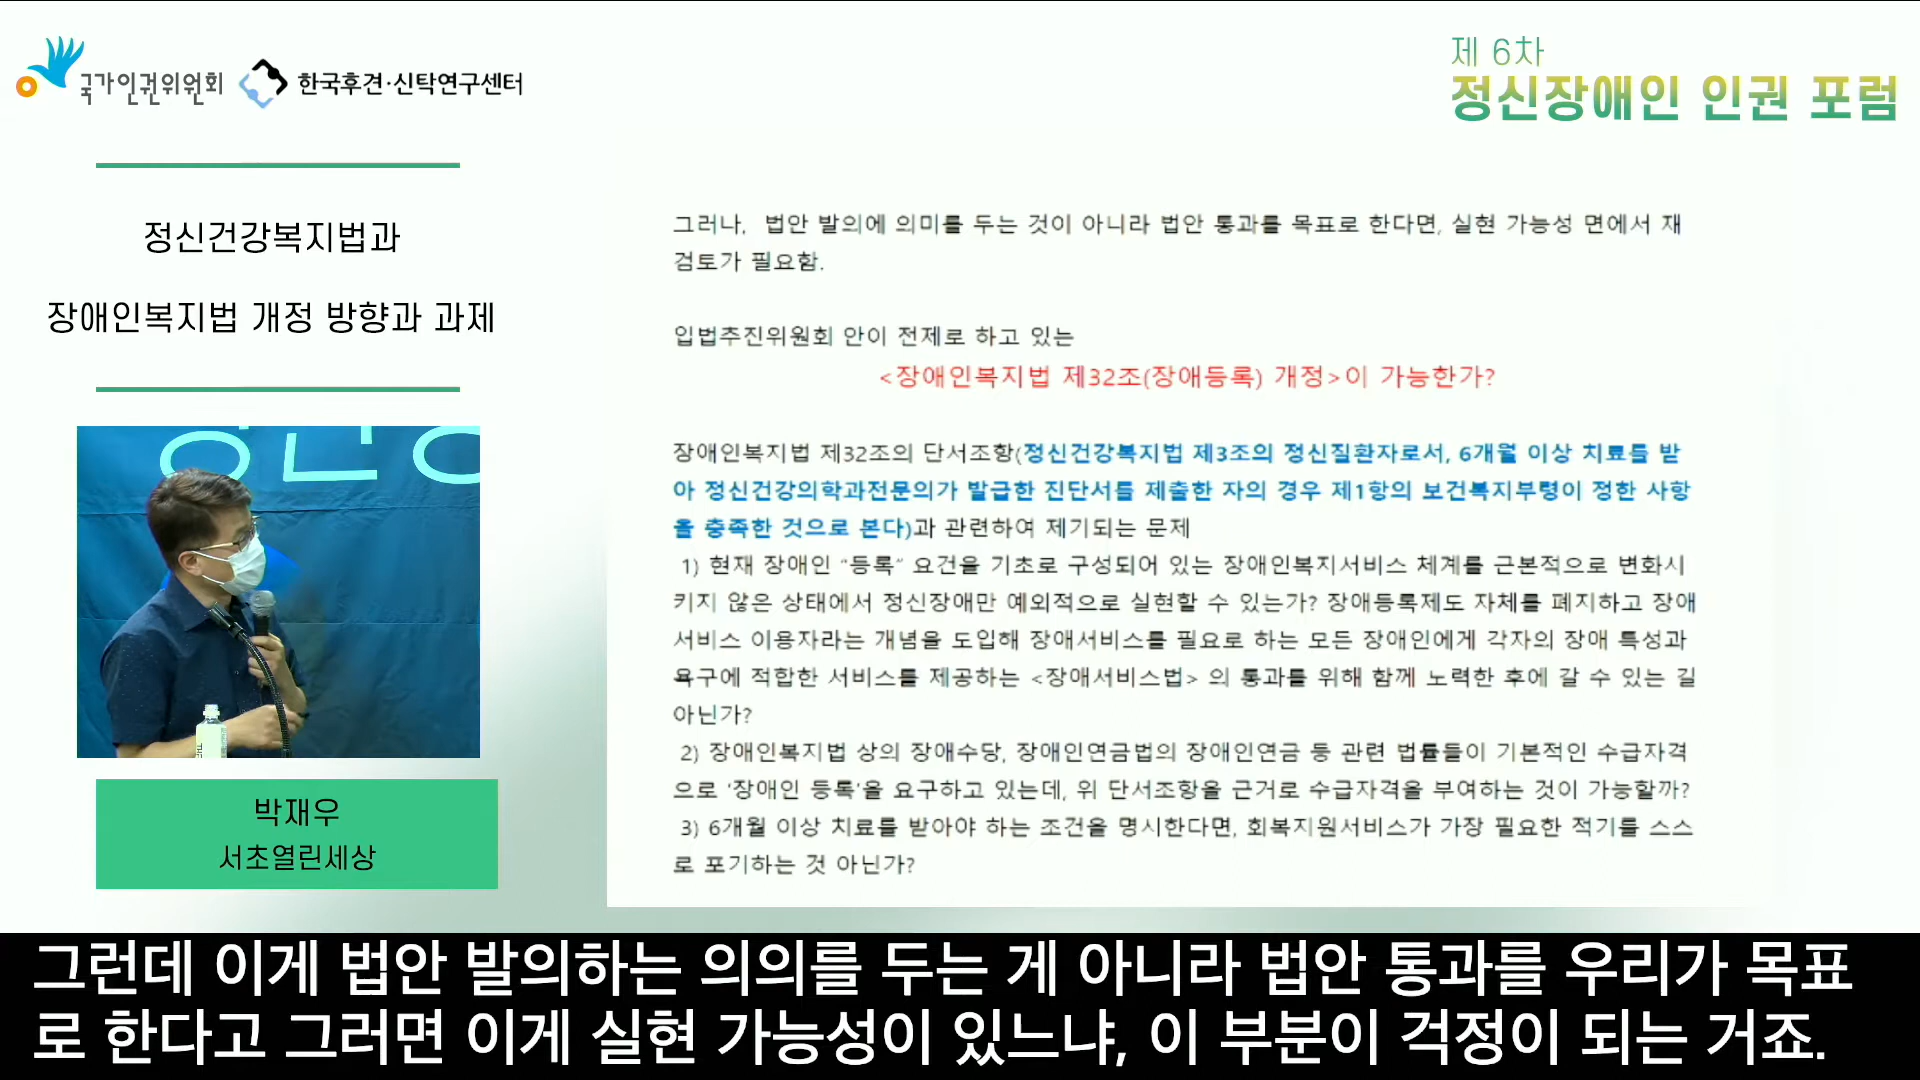 국가인권위원회
한국후견·신탁연구센터
제 6차
정신장애인 인권 포럼
정신건강복지법과
장애인복지법 개정 방향과 과제
박재우
서초열린세상
그러나, 법안 발의에 의미를 두는 것이 아니라 법안 통과를 목표로 한다면, 실현 가능성 면에서 재
검토가 필요함.
입법추진위원회 안이 전제로 하고 있는
<장애인복지법 제32조(장애등록) 개정>이 가능한가?
장애인복지법 제32조의 단서조항(정신건강복지법 제3조의 정신질환자로서, 6개월 이상 치료를 받
아 정신건강의학과전문의가 발급한 진단서를 제출한 자의 경우 제1항의 보건복지부령이 정한 사항
을 충족한 것으로 본다)과 관련하여 제기되는 문제
1) 현재 장애인 “등록” 요건을 기초로 구성되어 있는 장애인복지서비스 체계를 근본적으로 변화시
키지 않은 상태에서 정신장애만 예외적으로 실현할 수 있는가? 장애등록제도 자체를 폐지하고 장애
서비스 이용자라는 개념을 도입해 장애서비스를 필요로 하는 모든 장애인에게 각자의 장애 특성과
욕구에 적합한 서비스를 제공하는 <장애서비스법> 의 통과를 위해 함께 노력한 후에 갈 수 있는 길
아닌가?
2) 장애인복지법 상의 장애수당, 장애인연금법의 장애인연금 등 관련 법률들이 기본적인 수급자격
으로 ‘장애인 등록’을 요구하고 있는데, 위 단서조항을 근거로 수급자격을 부여하는 것이 가능할까?
3) 6개월 이상 치료를 받아야 하는 조건을 명시한다면, 회복지원서비스가 가장 필요한 적기를 스스
로 포기하는 것 아닌가?
그런데 이게 법안 발의하는 의의를 두는 게 아니라 법안 통과를 우리가 목표
로 한다고 그러면 이게 실현 가능성이 있느냐, 이 부분이 걱정이 되는 거죠.